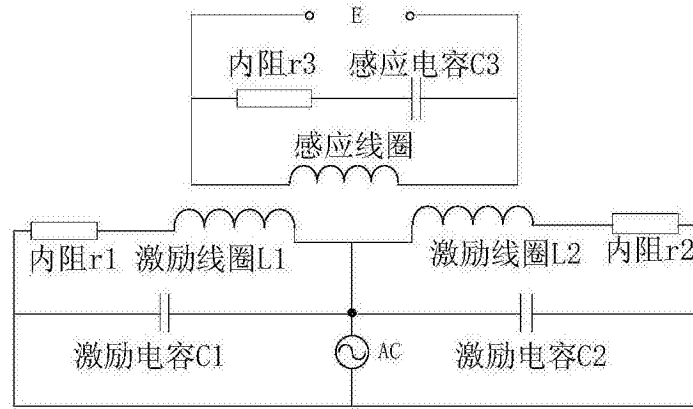 E
内阻r3 感应电容C3
感应线圈
内阻r1 激励线圈L1 激励线圈L2 内阻r2
激励电容C1 AC 激励电容C2